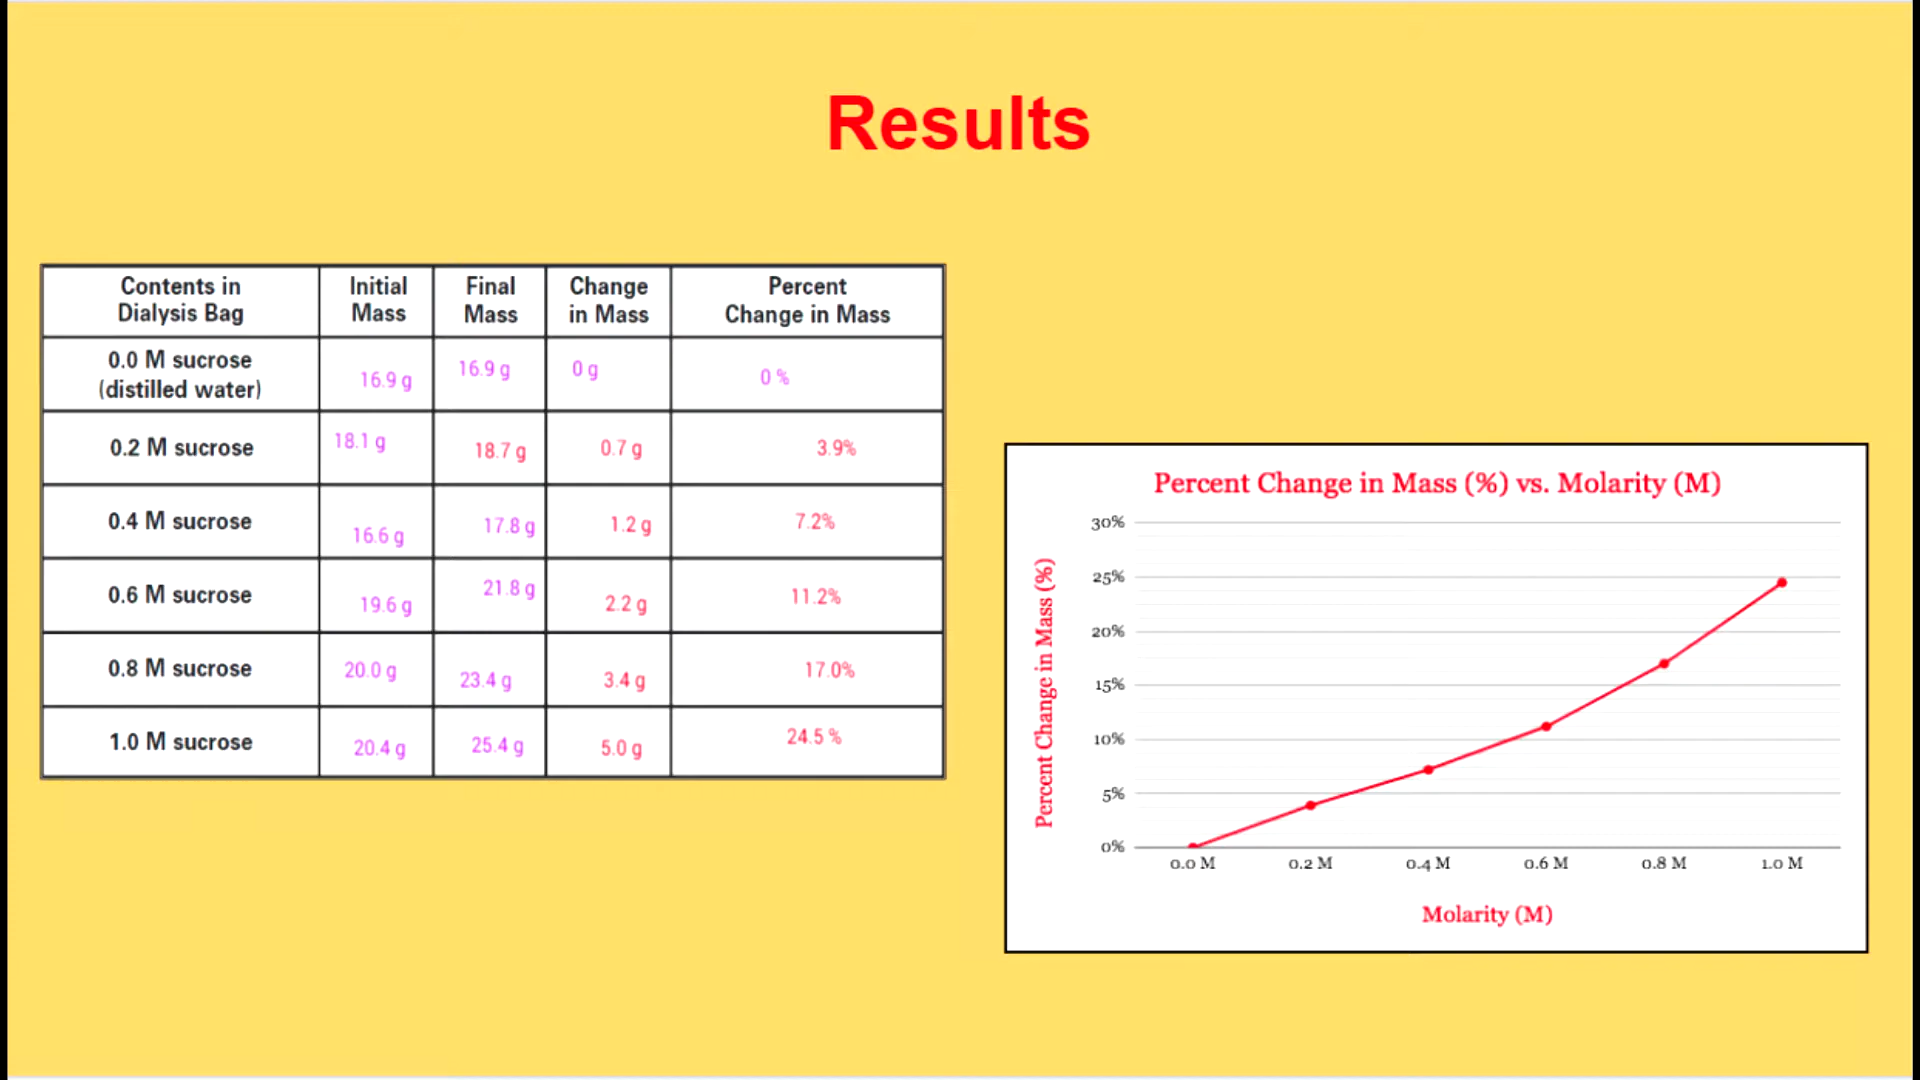 Results
Contents in Dialysis Bag | Initial Mass | Final Mass | Change in Mass | Percent Change in Mass
0.0 M sucrose (distilled water) | 16.9 g | 16.9 g | 0 g | 0 %
0.2 M sucrose | 18.1 g | 18.7 g | 0.7 g | 3.9%
0.4 M sucrose | 16.6 g | 17.8 g | 1.2 g | 7.2%
0.6 M sucrose | 19.6 g | 21.8 g | 2.2 g | 11.2%
0.8 M sucrose | 20.0 g | 23.4 g | 3.4 g | 17.0%
1.0 M sucrose | 20.4 g | 25.4 g | 5.0 g | 24.5 %
Percent Change in Mass (%) vs. Molarity (M)
Percent Change in Mass (%)
30%
25%
20%
15%
10%
5%
0%
0.0 M 0.2 M 0.4 M 0.6 M 0.8 M 1.0 M
Molarity (M)